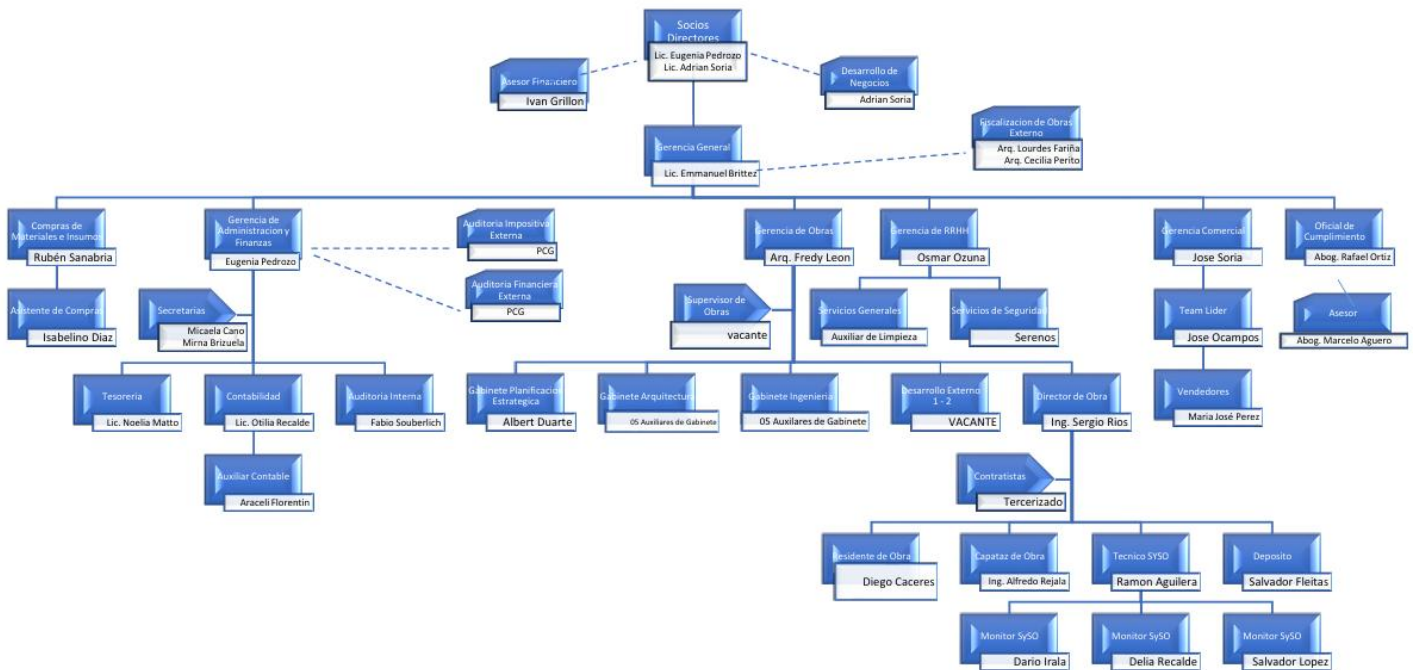 Socios
Directores
Lic. Eugenia Pedrozo
Lic. Adrian Soria
Asesor Financiero
Ivan Grillon
Desarrollo de
Negocios
Adrian Soria
Gerencia General
Lic. Emmanuel Brittez
Fiscalizacion de Obras
Externo
Arq. Lourdes Fariña
Arq. Cecilia Perito
Compras de
Materiales e Insumos
Rubén Sanabria
Gerencia de
Administracion y
Finanzas
Eugenia Pedrozo
Auditoria Impositiva
Externa
PCG
Auditoria Financiera
Externa
PCG
Gerencia de Obras
Arq. Fredy Leon
Gerencia de RRHH
Osmar Ozuna
Gerencia Comercial
Jose Soria
Oficial de
Cumplimiento
Abog. Rafael Ortiz
Asistente de Compras
Isabelino Diaz
Secretarias
Micaela Cano
Mirna Brizuela
Supervisor de
Obras
vacante
Servicios Generales
Auxiliar de Limpieza
Servicios de Seguridad
Serenos
Team Lider
Jose Ocampos
Asesor
Abog. Marcelo Aguero
Tesoreria
Lic. Noelia Matto
Contabilidad
Lic. Otilia Recalde
Auditoria Interna
Fabio Souberlich
Gabinete Planificacion
Estrategica
Albert Duarte
Gabinete Arquitectura
05 Auxiliares de Gabinete
Gabinete Ingenieria
05 Auxilares de Gabinete
Desarrollo Externo
1 - 2
VACANTE
Director de Obra
Ing. Sergio Rios
Vendedores
Maria José Perez
Auxiliar Contable
Araceli Florentin
Contratistas
Tercerizado
Residente de Obra
Diego Caceres
Capataz de Obra
Ing. Alfredo Rejala
Tecnico SYSO
Ramon Aguilera
Deposito
Salvador Fleitas
Monitor SySO
Dario Irala
Monitor SySO
Delia Recalde
Monitor SySO
Salvador Lopez